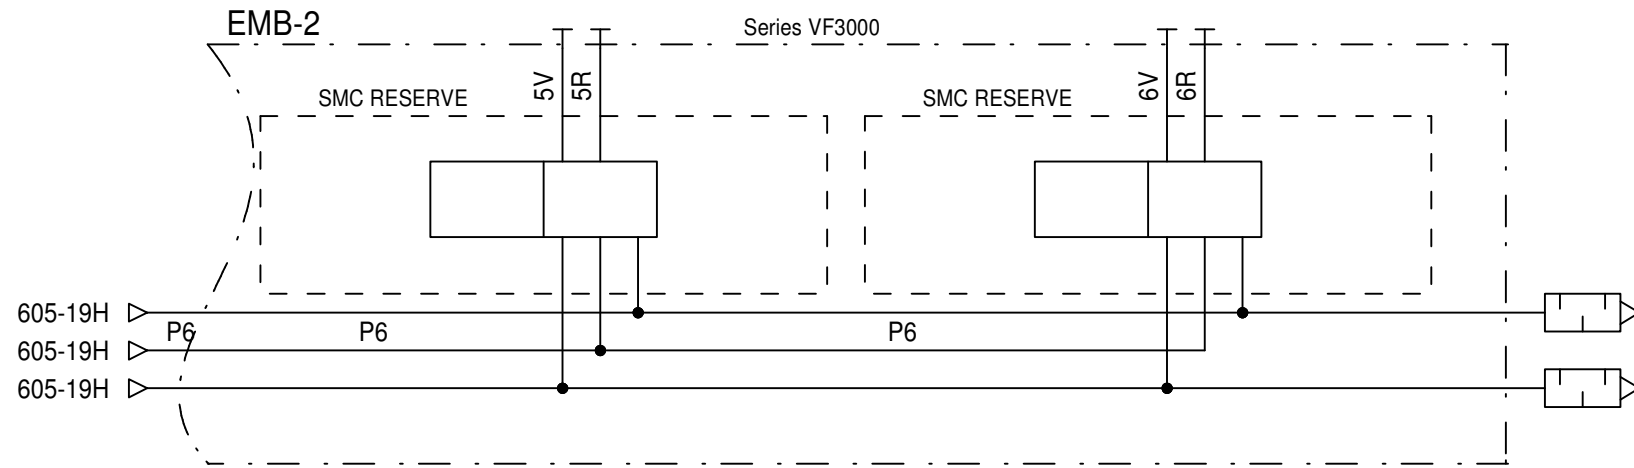 EMB-2
Series VF3000
SMC RESERVE
5V
5R
SMC RESERVE
6V
6R
605-19H
P6
P6
P6
605-19H
605-19H